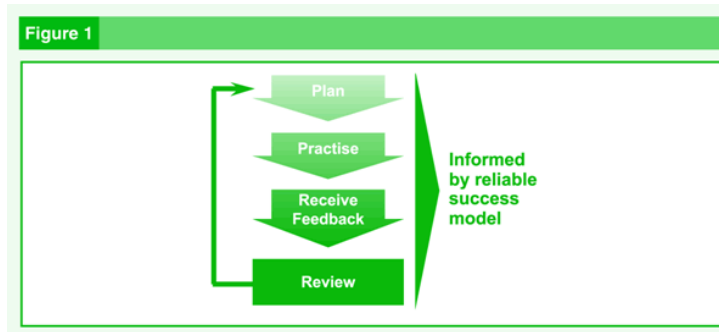 Figure 1
Plan
Practise
Receive
Feedback
Review
Informed
by reliable
success
model